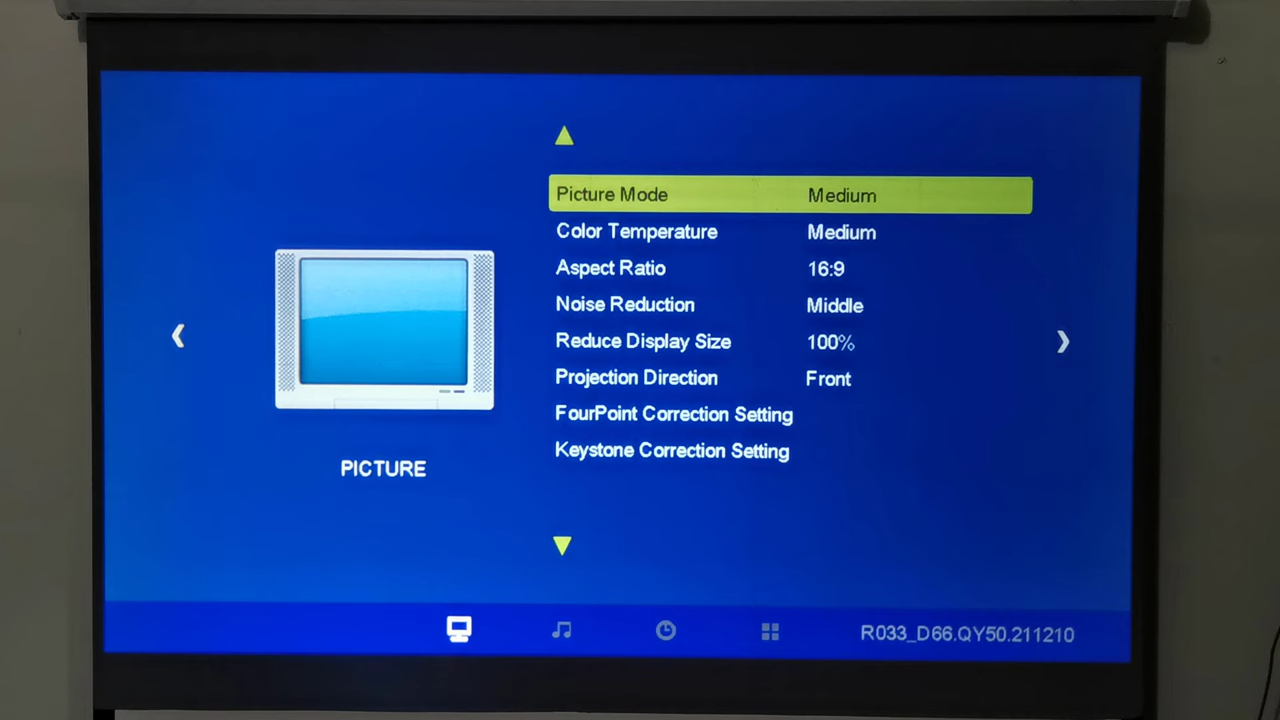 Picture Mode Medium
Color Temperature Medium
Aspect Ratio 16:9
Noise Reduction Middle
Reduce Display Size 100%
Projection Direction Front
FourPoint Correction Setting
Keystone Correction Setting
PICTURE
R033_D66.QY50.211210